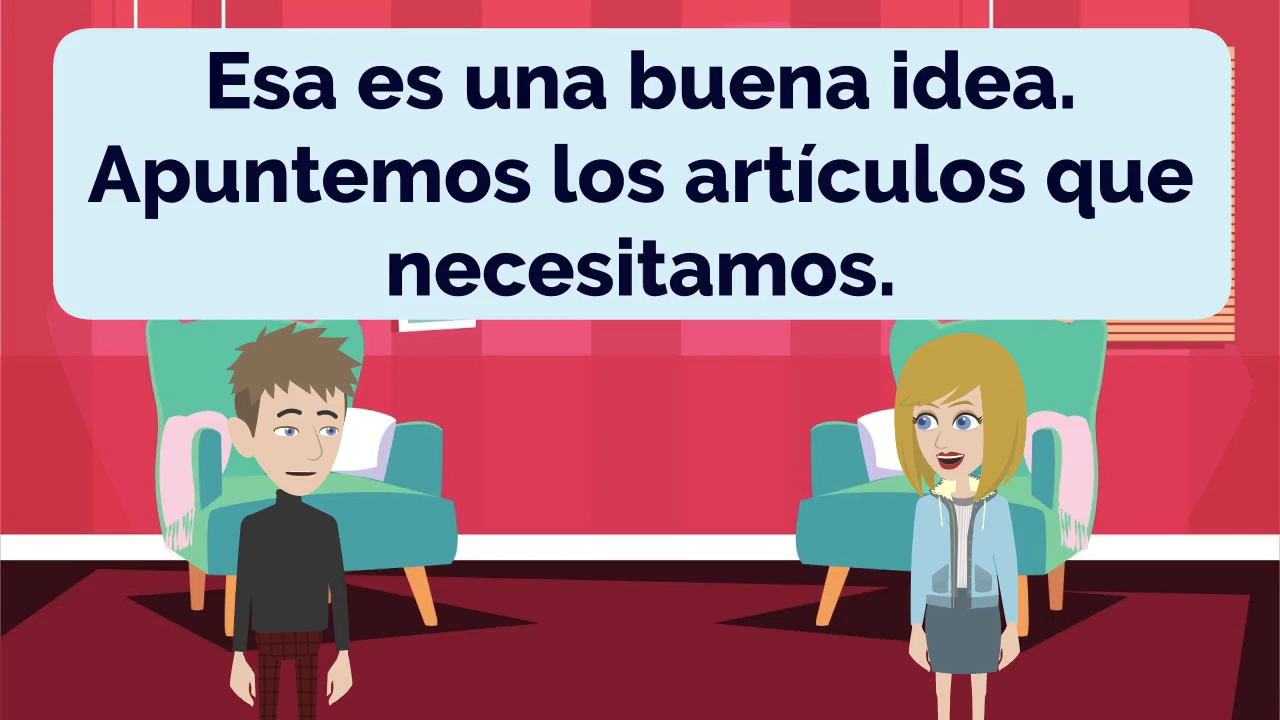 Esa es una buena idea.
Apuntemos los artículos que
necesitamos.